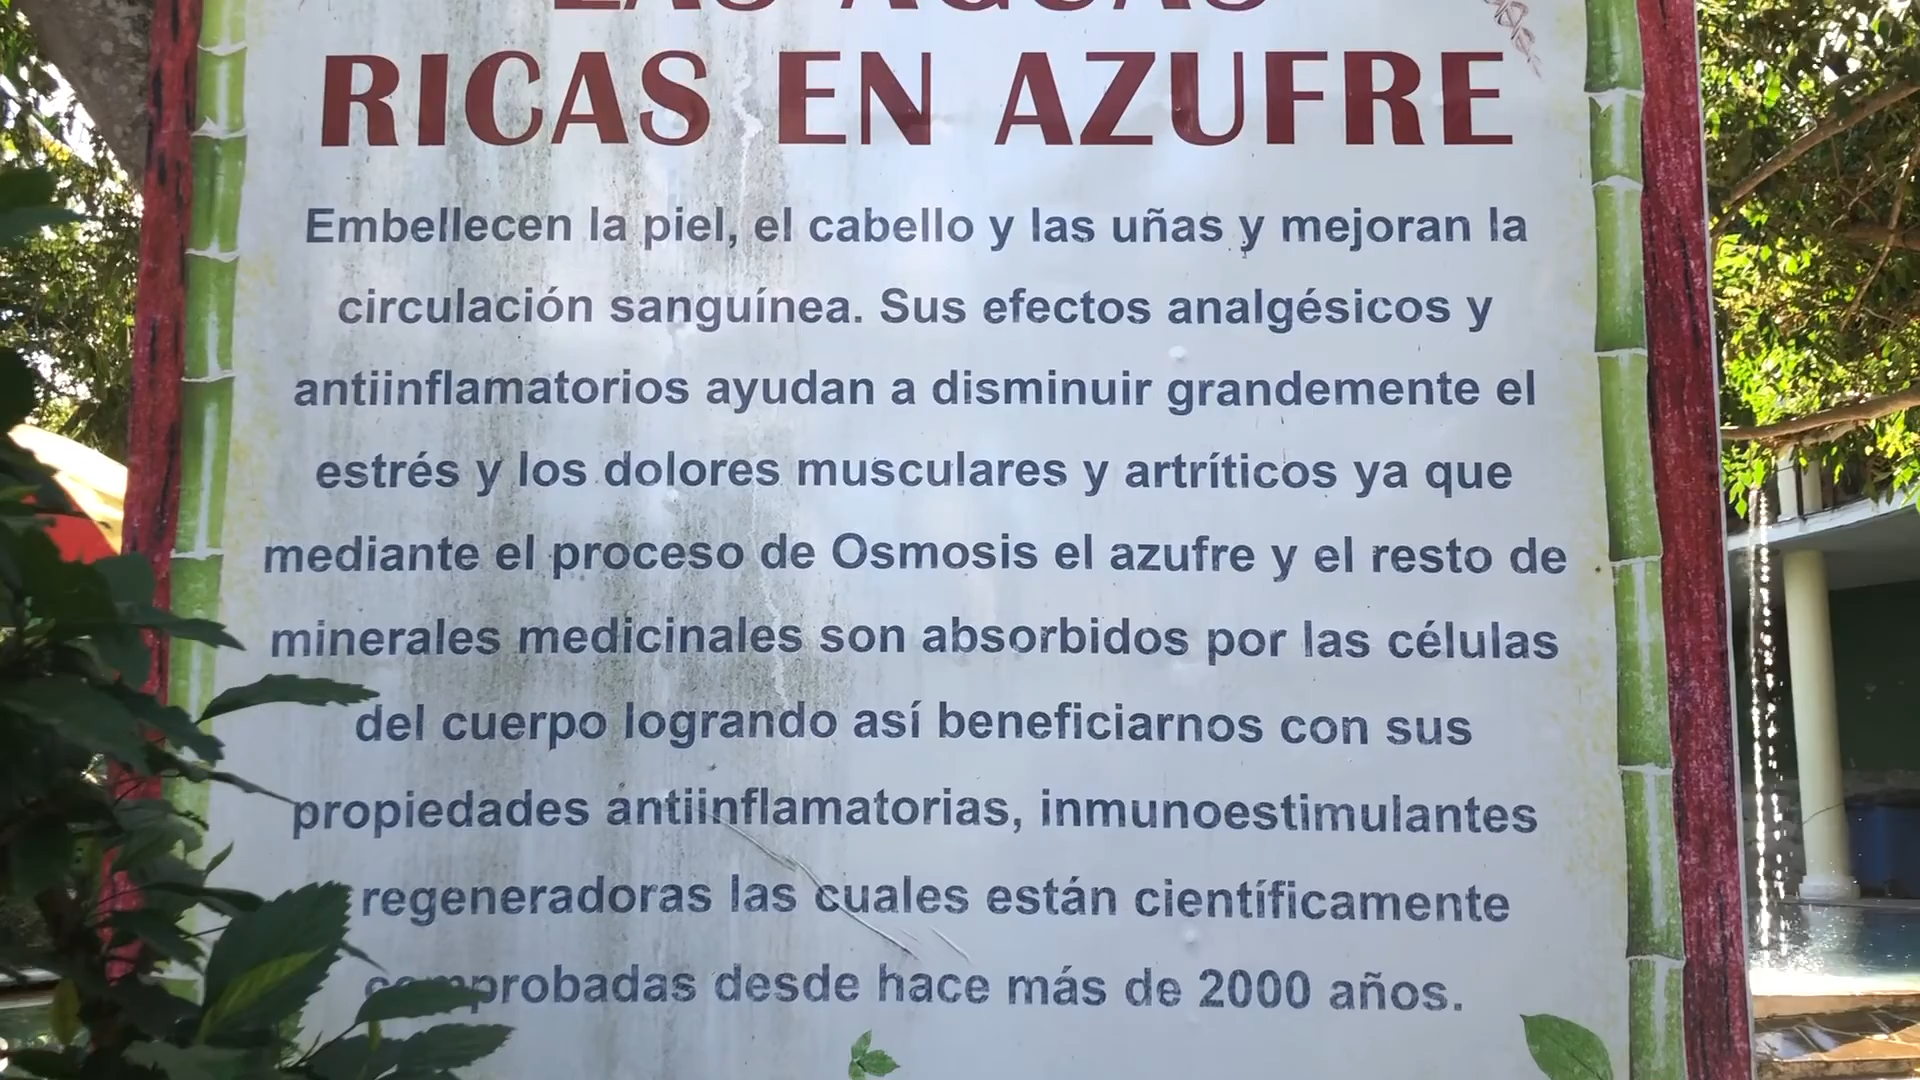 LAS AGUAS
RICAS EN AZUFRE
Embellecen la piel, el cabello y las uñas y mejoran la
circulación sanguínea. Sus efectos analgésicos y
antiinflamatorios ayudan a disminuir grandemente el
estrés y los dolores musculares y artríticos ya que
mediante el proceso de Osmosis el azufre y el resto de
minerales medicinales son absorbidos por las células
del cuerpo logrando así beneficiarnos con sus
propiedades antiinflamatorias, inmunoestimulantes
regeneradoras las cuales están científicamente
comprobadas desde hace más de 2000 años.